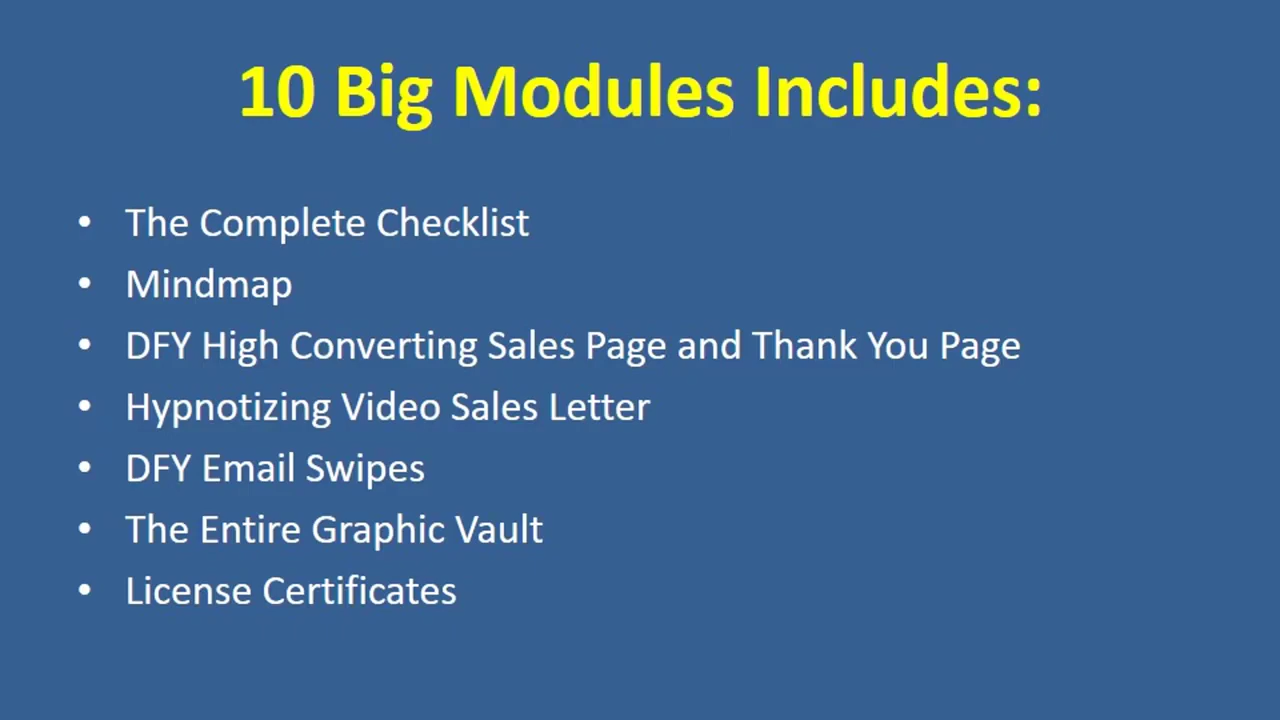 10 Big Modules Includes:
• The Complete Checklist
• Mindmap
• DFY High Converting Sales Page and Thank You Page
• Hypnotizing Video Sales Letter
• DFY Email Swipes
• The Entire Graphic Vault
• License Certificates